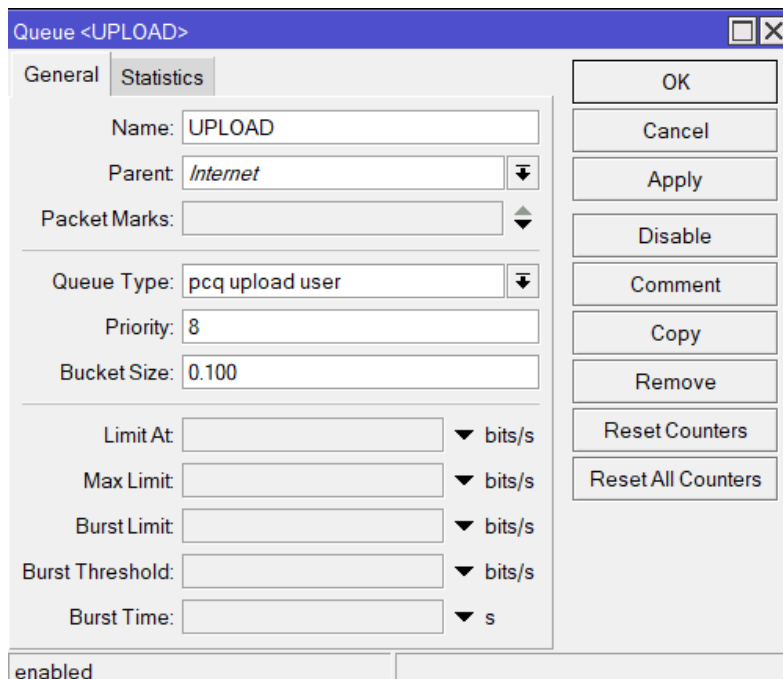 Queue <UPLOAD>
General Statistics
Name: UPLOAD
Parent: Internet
Packet Marks:
Queue Type: pcq upload user
Priority: 8
Bucket Size: 0.100
Limit At: bits/s
Max Limit: bits/s
Burst Limit: bits/s
Burst Threshold: bits/s
Burst Time: s
OK
Cancel
Apply
Disable
Comment
Copy
Remove
Reset Counters
Reset All Counters
enabled